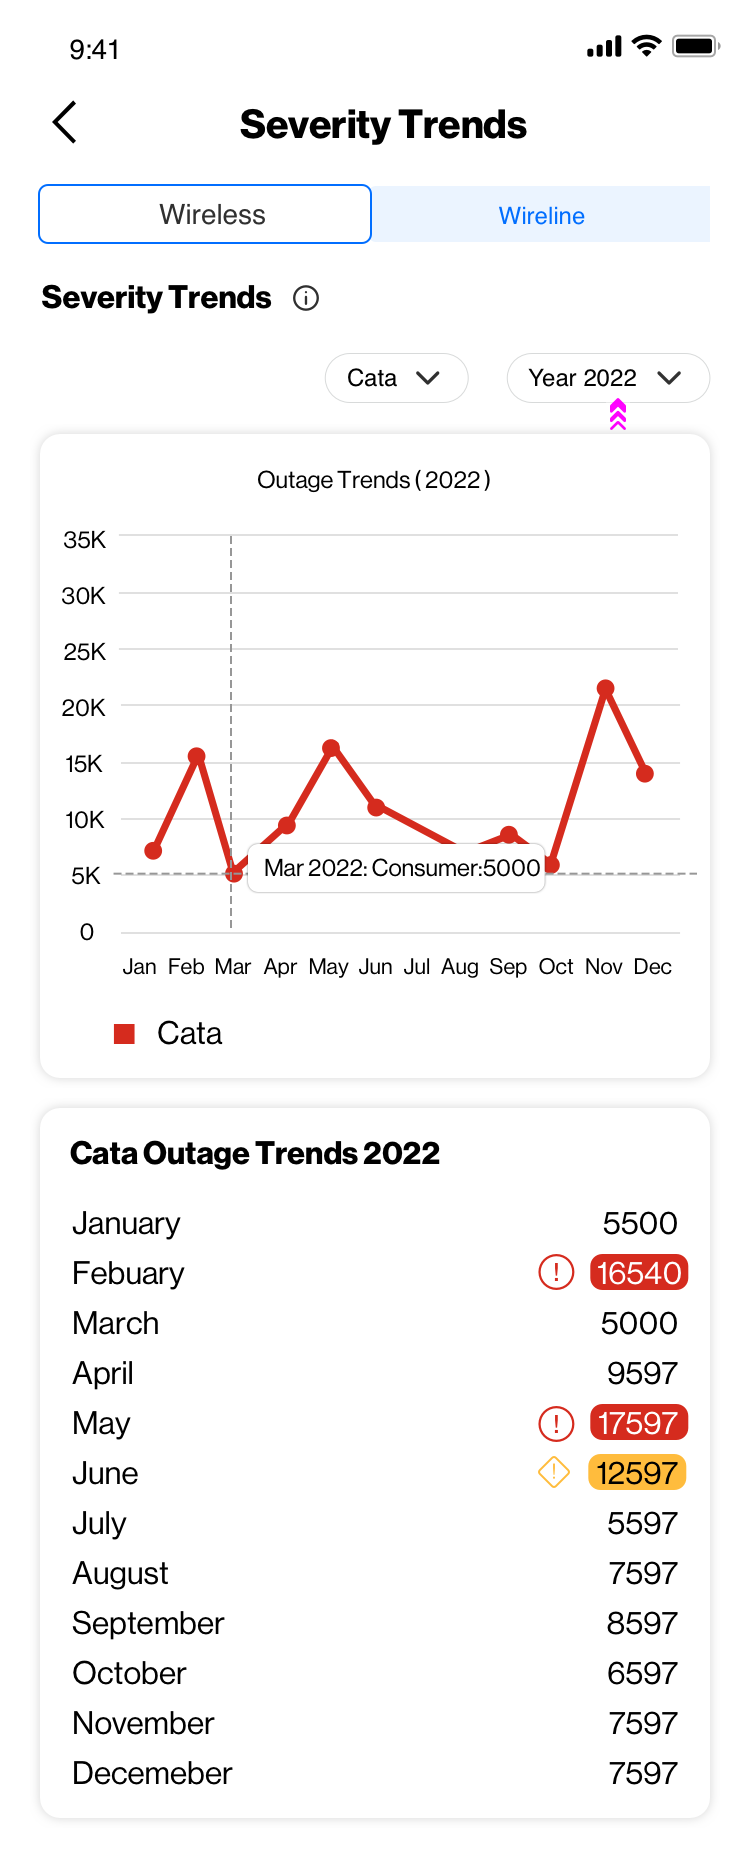 9:41
Severity Trends
Wireless Wireline
Severity Trends
Cata Year 2022
Outage Trends ( 2022 )
35K
30K
25K
20K
15K
10K
5K
0
Mar 2022: Consumer:5000
Jan Feb Mar Apr May Jun Jul Aug Sep Oct Nov Dec
Cata
Cata Outage Trends 2022
January 5500
Febuary 16540
March 5000
April 9597
May 17597
June 12597
July 5597
August 7597
September 8597
October 6597
November 7597
Decemeber 7597